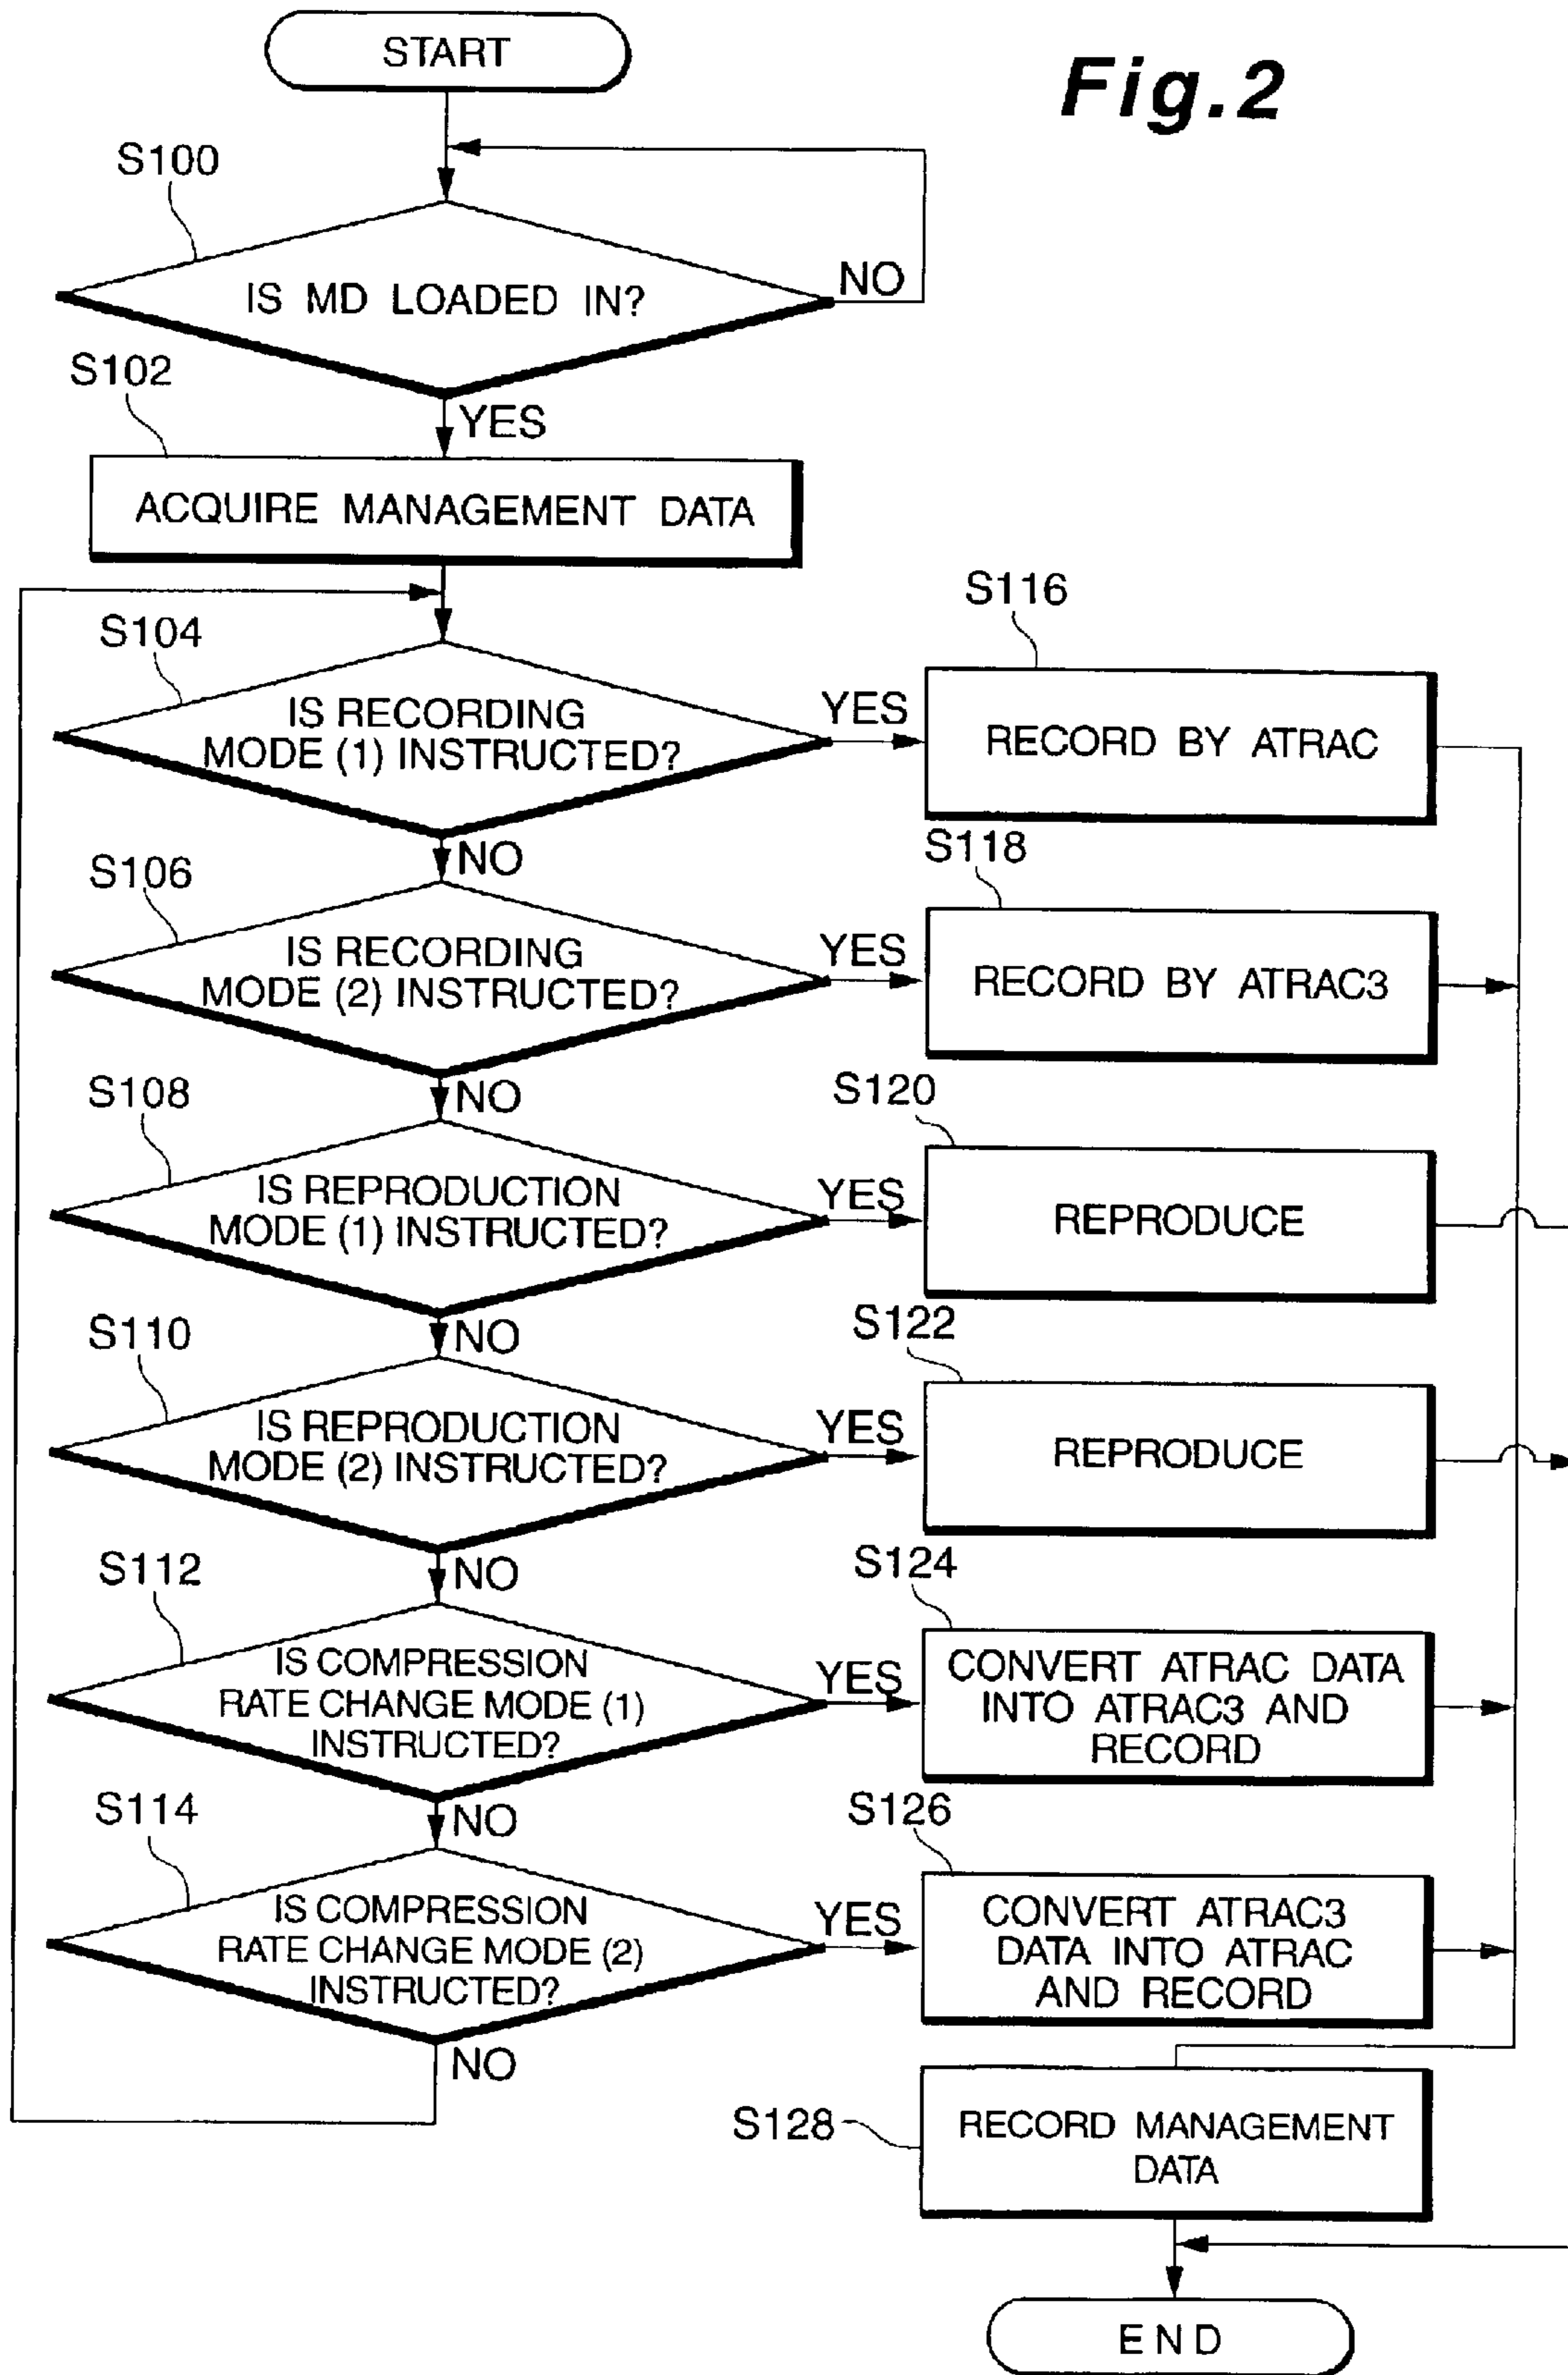 START
Fig.2
S100
IS MD LOADED IN?
NO
S102
YES
ACQUIRE MANAGEMENT DATA
S104
IS RECORDING
MODE (1) INSTRUCTED?
YES
S116
RECORD BY ATRAC
NO
S106
IS RECORDING
MODE (2) INSTRUCTED?
YES
S118
RECORD BY ATRAC3
NO
S108
IS REPRODUCTION
MODE (1) INSTRUCTED?
YES
S120
REPRODUCE
NO
S110
IS REPRODUCTION
MODE (2) INSTRUCTED?
YES
S122
REPRODUCE
NO
S112
IS COMPRESSION
RATE CHANGE MODE (1)
INSTRUCTED?
YES
S124
CONVERT ATRAC DATA
INTO ATRAC3 AND
RECORD
NO
S114
IS COMPRESSION
RATE CHANGE MODE (2)
INSTRUCTED?
YES
S126
CONVERT ATRAC3
DATA INTO ATRAC
AND RECORD
NO
S128
RECORD MANAGEMENT
DATA
END